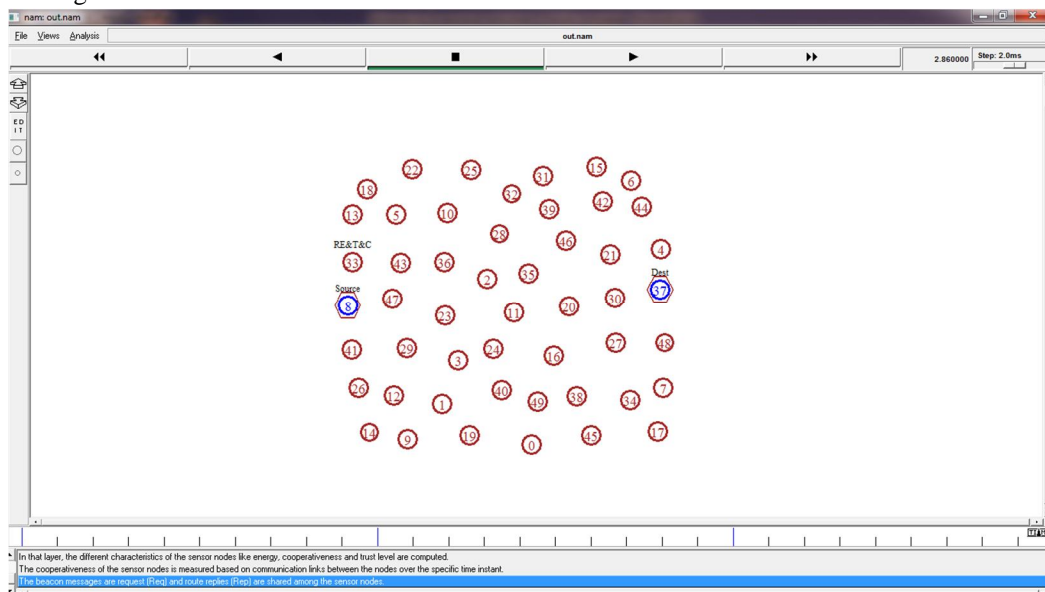 nam: out.nam
File Views Analysis out.nam
2.860000 Step: 2.0ms
E D
I T
22 25 31 15
18 32 6
13 5 10 39 42 44
28 46
RE&T&C 21 4
33 43 36
2 35 Dest
Source 47 30 37
8 23 11 20
41 29 3 24 16 27 48
26 12 1 40 49 38 34 7
14 9 19 0 45 17
In that layer, the different characteristics of the sensor nodes like energy, cooperativeness and trust level are computed.
The cooperativeness of the sensor nodes is measured based on communication links between the nodes over the specific time instant.
The beacon messages are request (Req) and route replies (Rep) are shared among the sensor nodes.